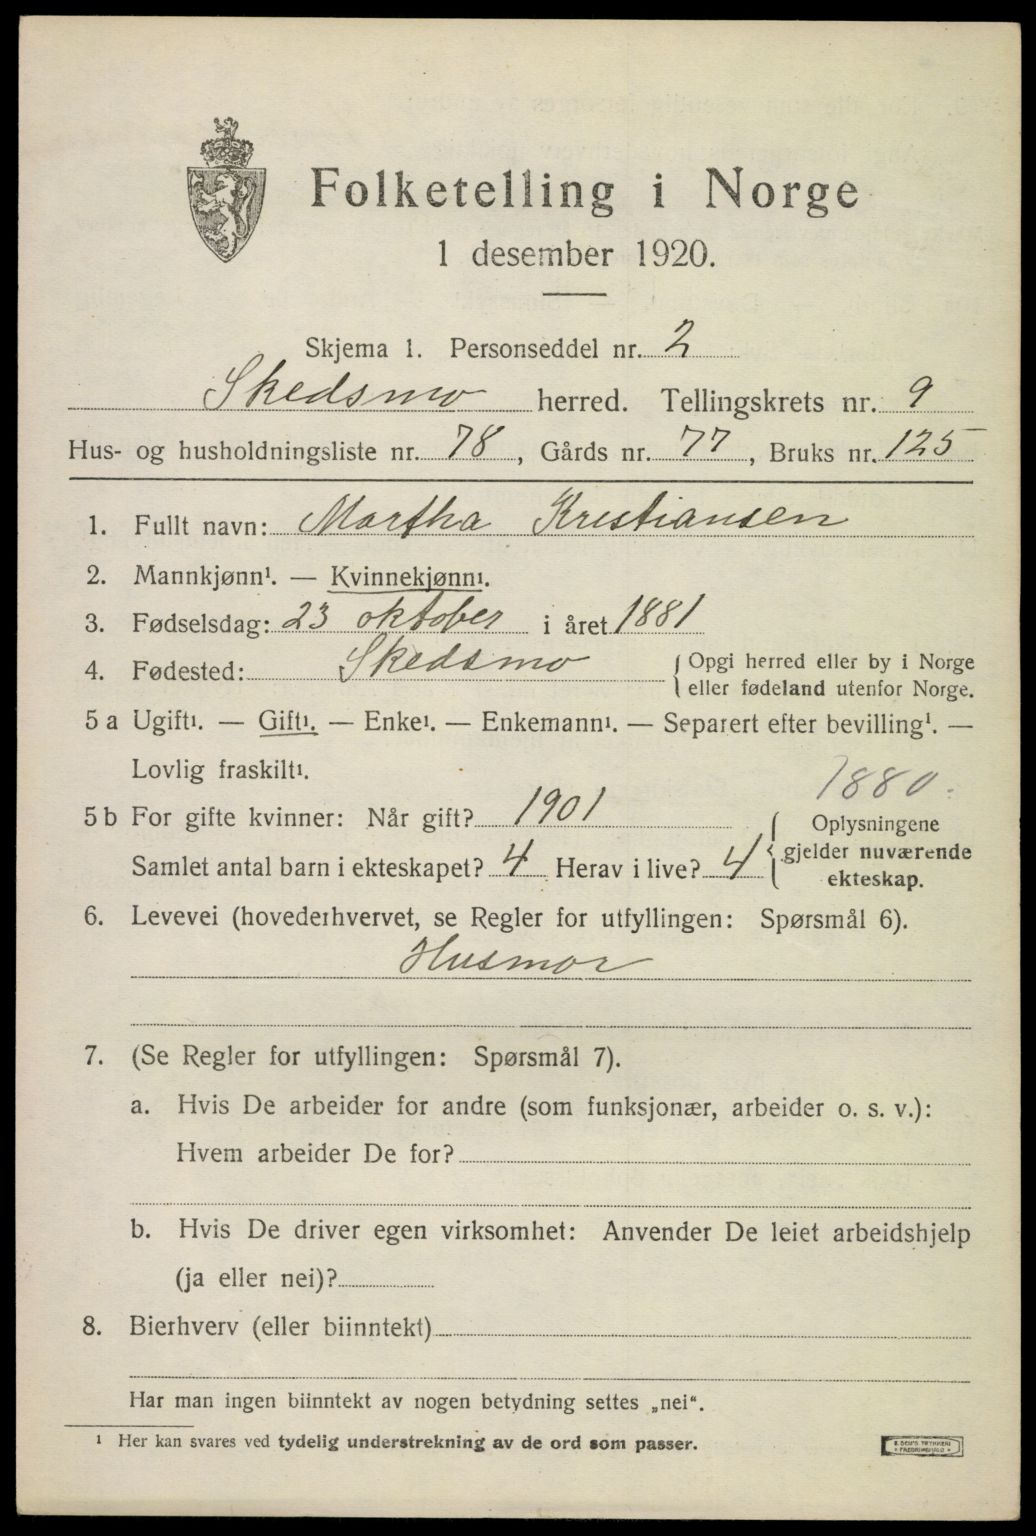 Folketelling i Norge
1 desember 1920.
Skjema 1. Personseddel nr. 2
Skedsmo herred. Tellingskrets nr. 9
Hus- og husholdningsliste nr. 78, Gårds nr. 77, Bruks nr. 125
1. Fullt navn: Martha Kristiansen
2. Mannkjønn¹. — Kvinnekjønn¹.
3. Fødselsdag: 23 oktober i året 1881
4. Fødested: Skedsmo { Opgi herred eller by i Norge
eller fødeland utenfor Norge.
5 a Ugift¹. — Gift¹. — Enke¹. — Enkemann¹. — Separert efter bevilling¹. —
Lovlig fraskilt¹.
1880.
5 b For gifte kvinner: Når gift? 1901 { Oplysningene
gjelder nuværende
ekteskap.
Samlet antal barn i ekteskapet? 4 Herav i live? 4
6. Levevei (hovederhvervet, se Regler for utfyllingen: Spørsmål 6).
Husmor
7. (Se Regler for utfyllingen: Spørsmål 7).
a. Hvis De arbeider for andre (som funksjonær, arbeider o. s. v.):
Hvem arbeider De for?
b. Hvis De driver egen virksomhet: Anvender De leiet arbeidshjelp
(ja eller nei)?
8. Bierhverv (eller biinntekt)
Har man ingen biinntekt av nogen betydning settes „nei“.
¹ Her kan svares ved tydelig understrekning av de ord som passer.